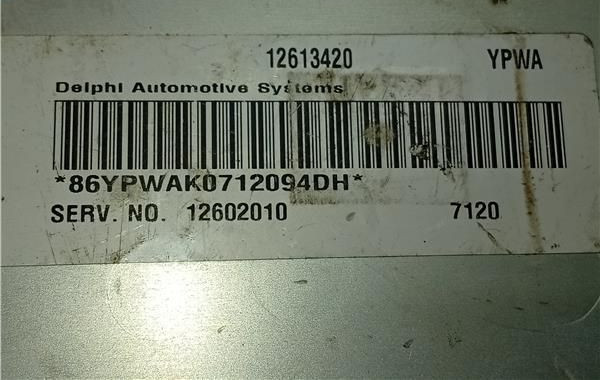 12613420 YPWA
Delphi Automotive Systems
*86YPWAK0712094DH*
SERV. NO. 12602010 7120